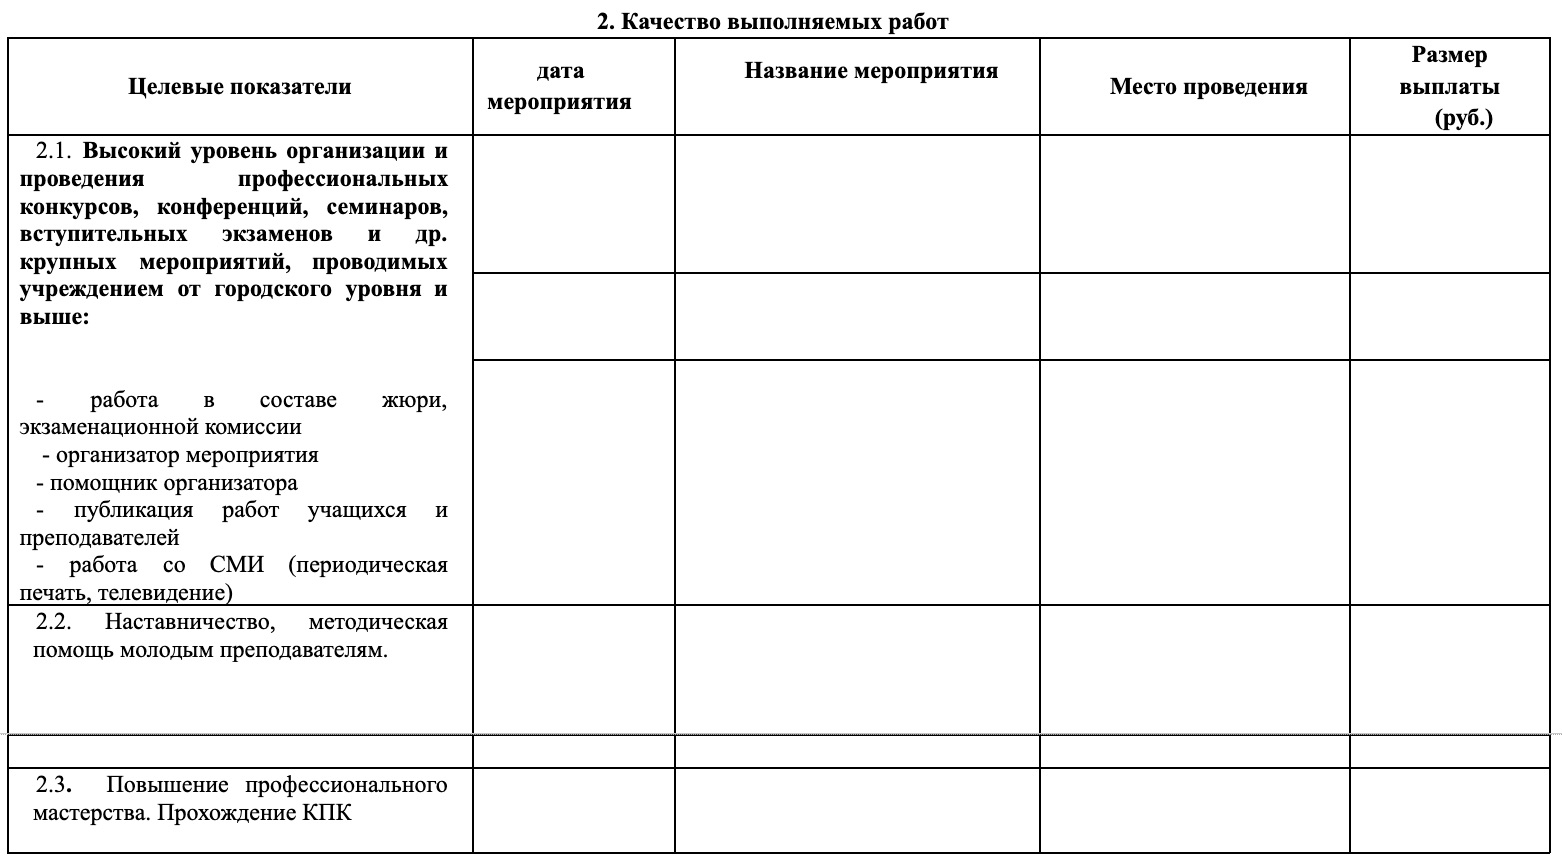 2. Качество выполняемых работ
Целевые показатели
дата
мероприятия
Название мероприятия
Место проведения
Размер
выплаты
(руб.)
2.1. Высокий уровень организации и
проведения профессиональных
конкурсов, конференций, семинаров,
вступительных экзаменов и др.
крупных мероприятий, проводимых
учреждением от городского уровня и
выше:
- работа в составе жюри,
экзаменационной комиссии
- организатор мероприятия
- помощник организатора
- публикация работ учащихся и
преподавателей
- работа со СМИ (периодическая
печать, телевидение)
2.2. Наставничество, методическая
помощь молодым преподавателям.
2.3. Повышение профессионального
мастерства. Прохождение КПК